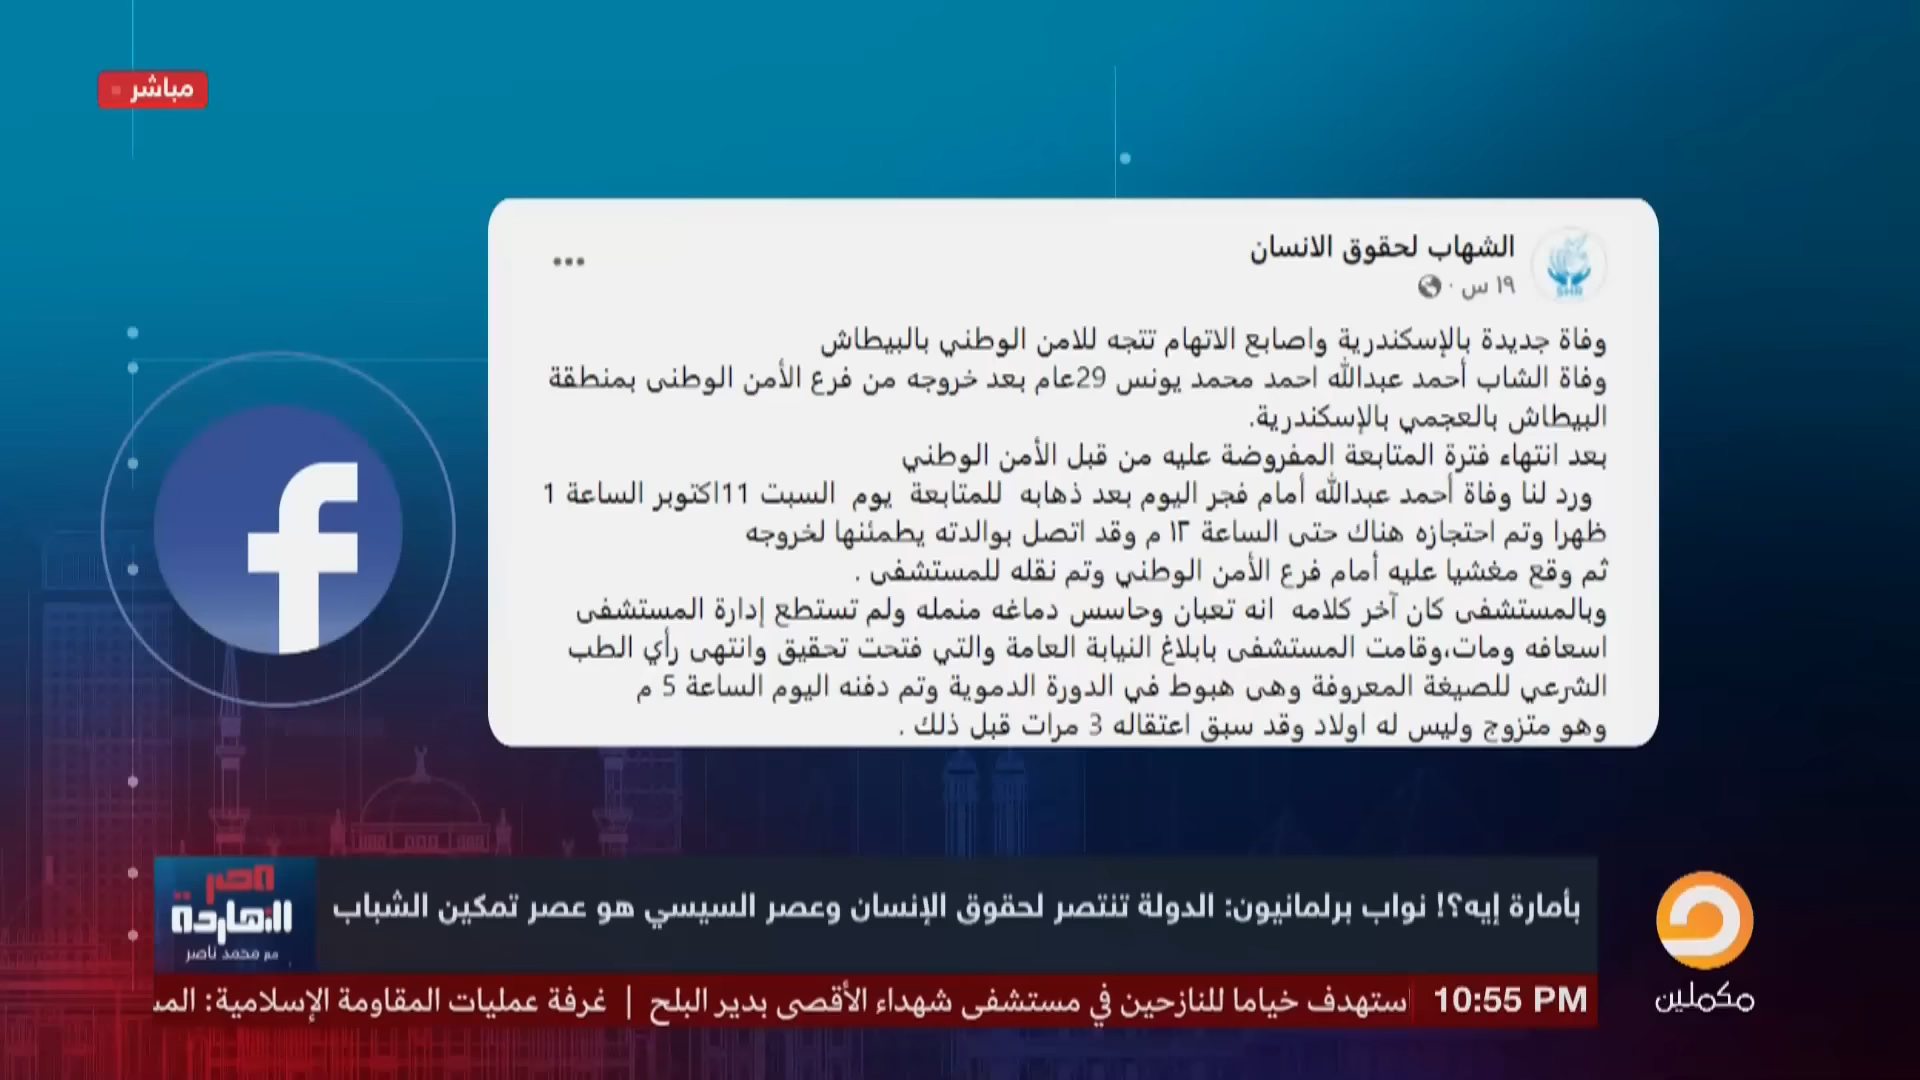 مباشر
الشهاب لحقوق الانسان
١٩ س ·
SHR
وفاة جديدة بالإسكندرية واصابع الاتهام تتجه للامن الوطني بالبيطاش
وفاة الشاب أحمد عبدالله احمد محمد يونس 29عام بعد خروجه من فرع الأمن الوطنى بمنطقة
البيطاش بالعجمي بالإسكندرية.
بعد انتهاء فترة المتابعة المفروضة عليه من قبل الأمن الوطني
ورد لنا وفاة أحمد عبدالله أمام فجر اليوم بعد ذهابه للمتابعة يوم السبت 11اكتوبر الساعة 1
ظهرا وتم احتجازه هناك حتى الساعة ١٢ م وقد اتصل بوالدته يطمئنها لخروجه
ثم وقع مغشيا عليه أمام فرع الأمن الوطني وتم نقله للمستشفى .
وبالمستشفى كان آخر كلامه انه تعبان وحاسس دماغه منمله ولم تستطع إدارة المستشفى
اسعافه ومات،وقامت المستشفى بابلاغ النيابة العامة والتي فتحت تحقيق وانتهى رأي الطب
الشرعي للصيغة المعروفة وهى هبوط في الدورة الدموية وتم دفنه اليوم الساعة 5 م
وهو متزوج وليس له اولاد وقد سبق اعتقاله 3 مرات قبل ذلك .
بأمارة إيه؟! نواب برلمانيون: الدولة تنتصر لحقوق الإنسان وعصر السيسي هو عصر تمكين الشباب
مصر
النهاردة
مع محمد ناصر
10:55 PM
ستهدف خياما للنازحين في مستشفى شهداء الأقصى بدير البلح | غرفة عمليات المقاومة الإسلامية: المس
مكملين